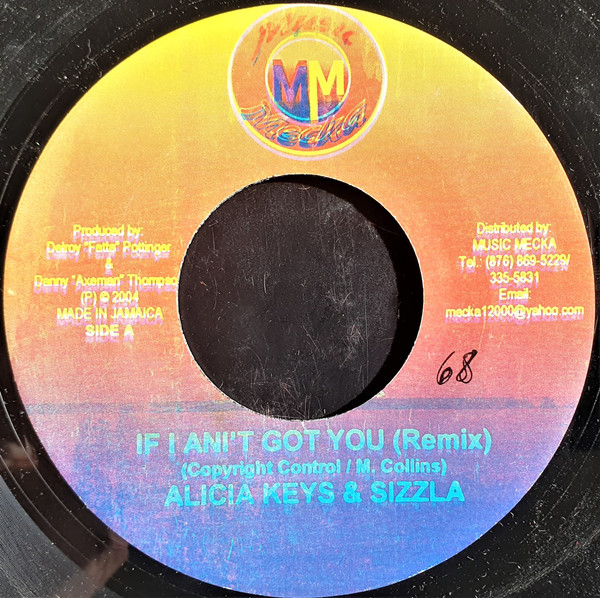 Music
MM
Mecka
Produced by:
Delroy "Fatts" Pottinger
&
Danny "Axeman" Thompso
(P) © 2004
MADE IN JAMAICA
SIDE A
Distributed by:
MUSIC MECKA
Tel.: (876) 869-5229/
335-5831
Email:
mecka12000@yahoo.com
68
IF I ANI'T GOT YOU (Remix)
(Copyright Control / M. Collins)
ALICIA KEYS & SIZZLA